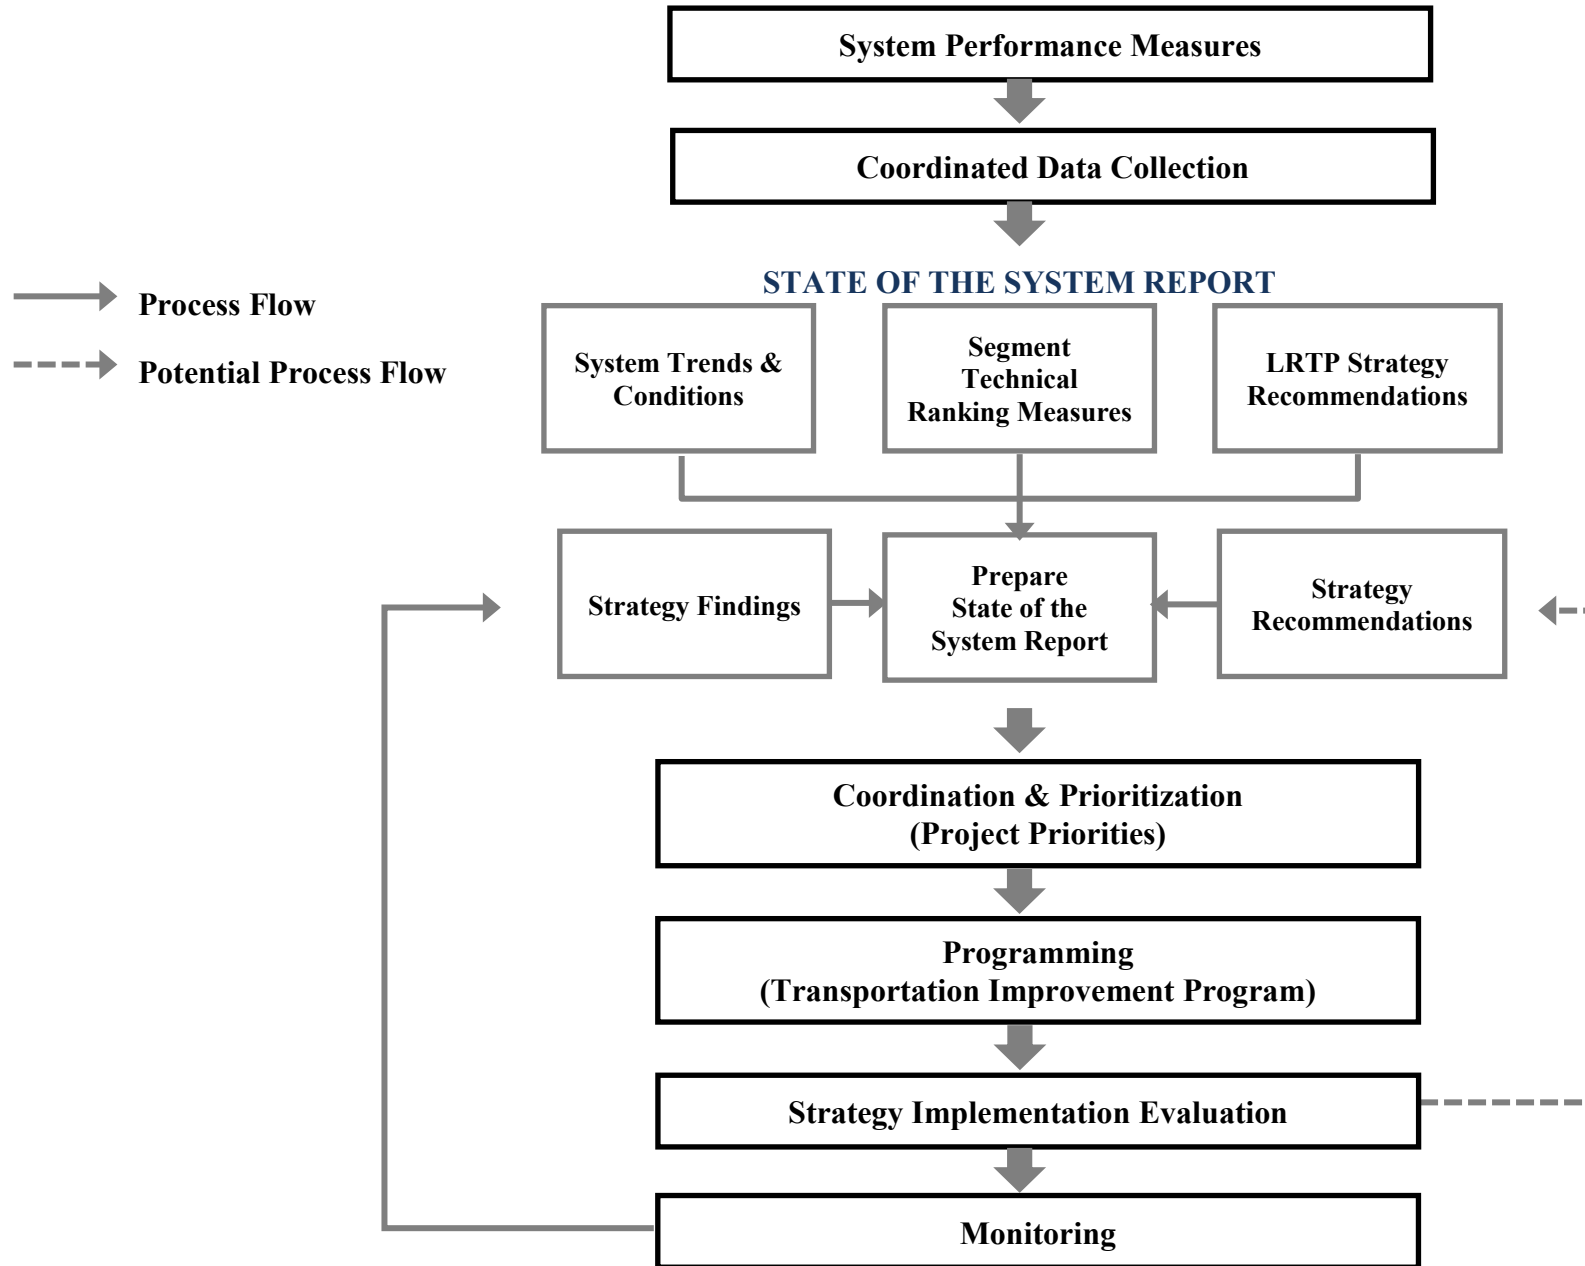 System Performance Measures
Coordinated Data Collection
Process Flow
Potential Process Flow
STATE OF THE SYSTEM REPORT
System Trends &
Conditions
Segment
Technical
Ranking Measures
LRTP Strategy
Recommendations
Strategy Findings
Prepare
State of the
System Report
Strategy
Recommendations
Coordination & Prioritization
(Project Priorities)
Programming
(Transportation Improvement Program)
Strategy Implementation Evaluation
Monitoring